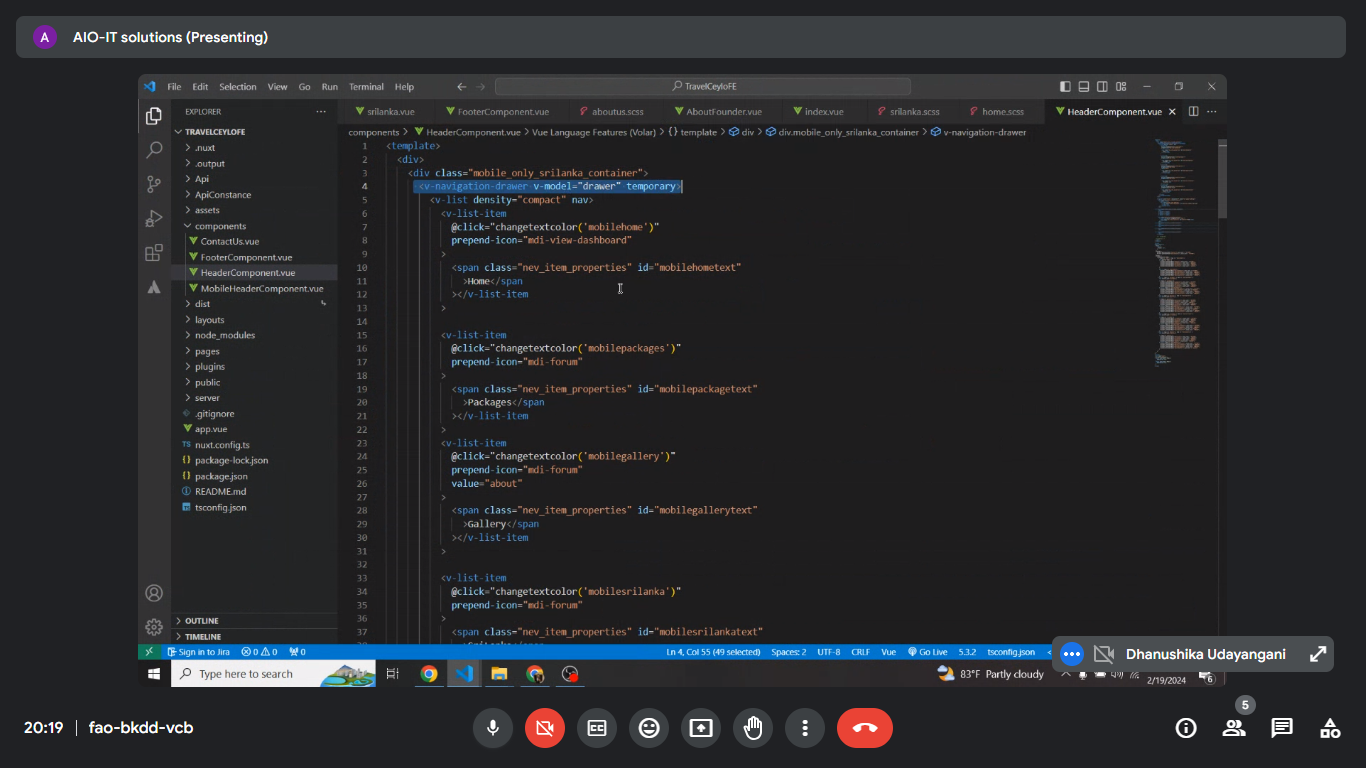 A AIO-IT solutions (Presenting)
File Edit Selection View Go Run Terminal Help
TravelCeyloFE
EXPLORER
srilanka.vue FooterComponent.vue aboutus.scss AboutFounder.vue index.vue srilanka.scss home.scss HeaderComponent.vue
TRAVELCEYLOFE
components > HeaderComponent.vue > Vue Language Features (Volar) > {} template > div > div.mobile_only_srilanka_container > v-navigation-drawer
.nuxt
.output
Api
ApiConstance
assets
components
ContactUs.vue
FooterComponent.vue
HeaderComponent.vue
MobileHeaderComponent.vue
dist
layouts
node_modules
pages
plugins
public
server
.gitignore
app.vue
TS nuxt.config.ts
{} package-lock.json
{} package.json
README.md
tsconfig.json
OUTLINE
TIMELINE
1 <template>
2 <div>
3 <div class="mobile_only_srilanka_container">
4 <v-navigation-drawer v-model="drawer" temporary>
5 <v-list density="compact" nav>
6 <v-list-item
7 @click="changetextcolor('mobilehome')"
8 prepend-icon="mdi-view-dashboard"
9 >
10 <span class="nev_item_properties" id="mobilehometext"
11 >Home</span
12 ></v-list-item
13 >
14
15 <v-list-item
16 @click="changetextcolor('mobilepackages')"
17 prepend-icon="mdi-forum"
18 >
19 <span class="nev_item_properties" id="mobilepackagetext"
20 >Packages</span
21 ></v-list-item
22 >
23 <v-list-item
24 @click="changetextcolor('mobilegallery')"
25 prepend-icon="mdi-forum"
26 value="about"
27 >
28 <span class="nev_item_properties" id="mobilegallerytext"
29 >Gallery</span
30 ></v-list-item
31 >
32
33 <v-list-item
34 @click="changetextcolor('mobilesrilanka')"
35 prepend-icon="mdi-forum"
36 >
37 <span class="nev_item_properties" id="mobilesrilankatext"
Sign in to Jira 0 0 0 Ln 4, Col 55 (49 selected) Spaces: 2 UTF-8 CRLF Vue Go Live 5.3.2 tsconfig.json
Dhanushika Udayangani
Type here to search
83°F Partly cloudy
2/19/2024
6
5
20:19 | fao-bkdd-vcb